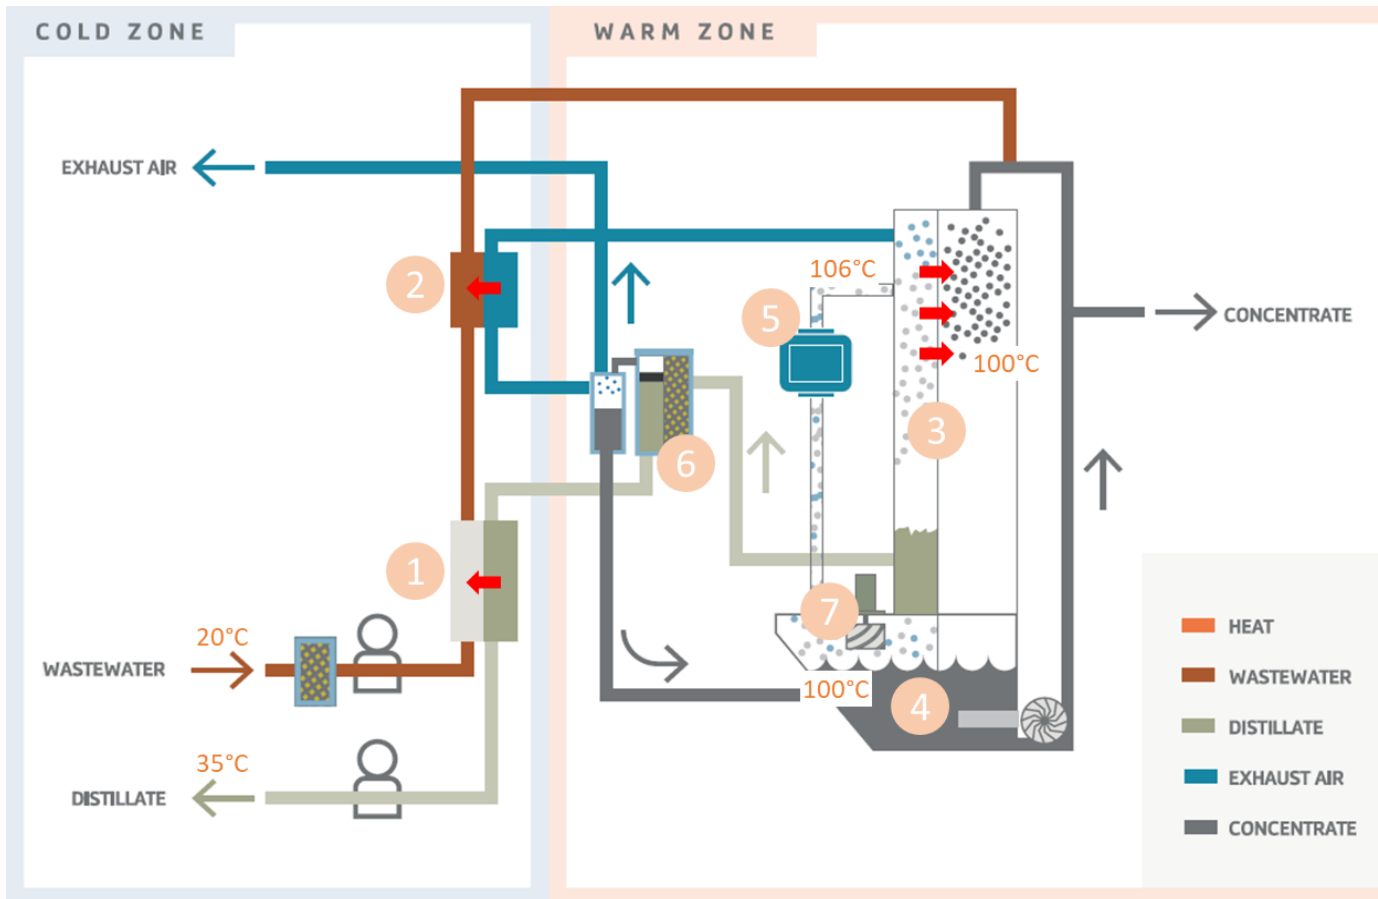 COLD ZONE
WARM ZONE
EXHAUST AIR
2
106°C
5
CONCENTRATE
100°C
3
6
1
7
20°C
WASTEWATER
100°C
4
35°C
DISTILLATE
HEAT
WASTEWATER
DISTILLATE
EXHAUST AIR
CONCENTRATE